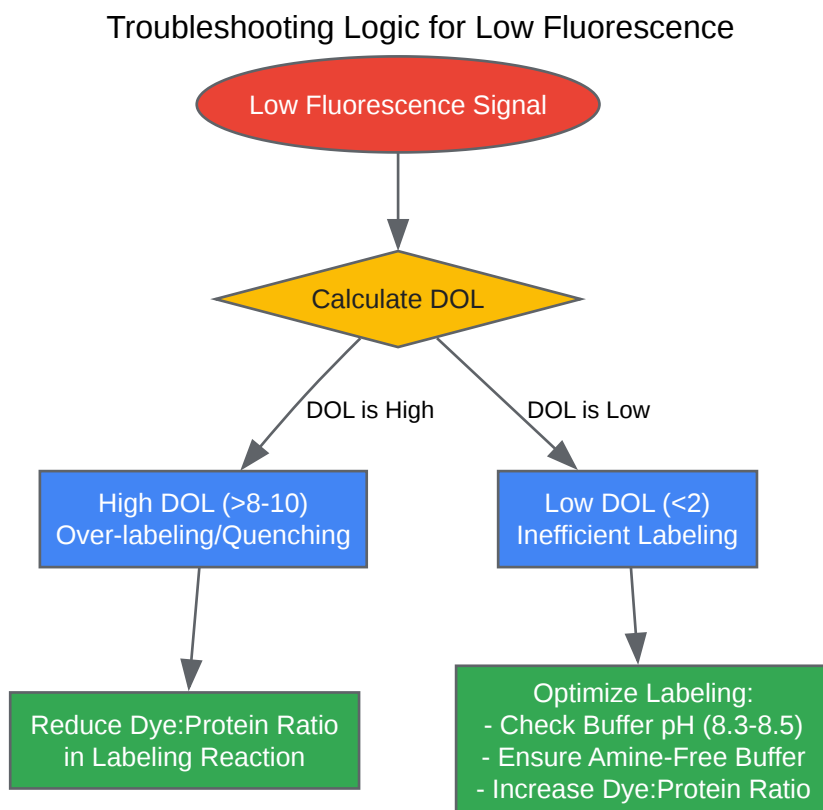 Troubleshooting Logic for Low Fluorescence
Low Fluorescence Signal
Calculate DOL
DOL is High
DOL is Low
High DOL (>8-10)
Over-labeling/Quenching
Low DOL (<2)
Inefficient Labeling
Reduce Dye:Protein Ratio
in Labeling Reaction
Optimize Labeling:
- Check Buffer pH (8.3-8.5)
- Ensure Amine-Free Buffer
- Increase Dye:Protein Ratio